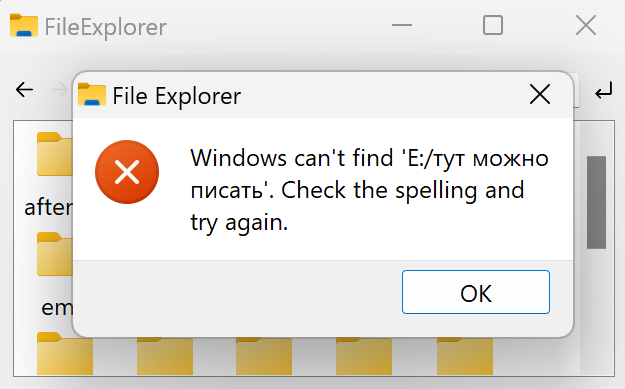 FileExplorer
File Explorer
Windows can't find 'E:/тут можно
писать'. Check the spelling and
try again.
after
em
OK